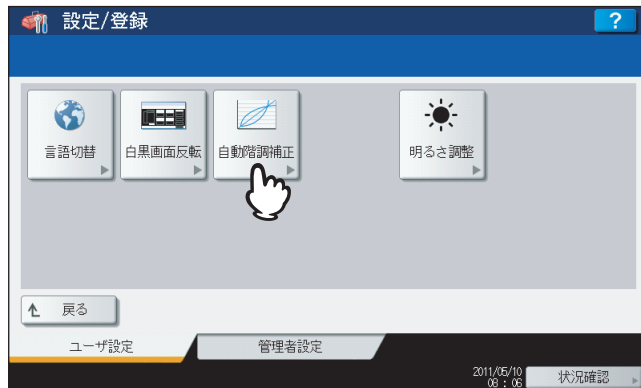 設定/登録
?
言語切替
白黒画面反転
自動階調補正
明るさ調整
戻る
ユーザ設定
管理者設定
2011/05/10
08 : 06
状況確認